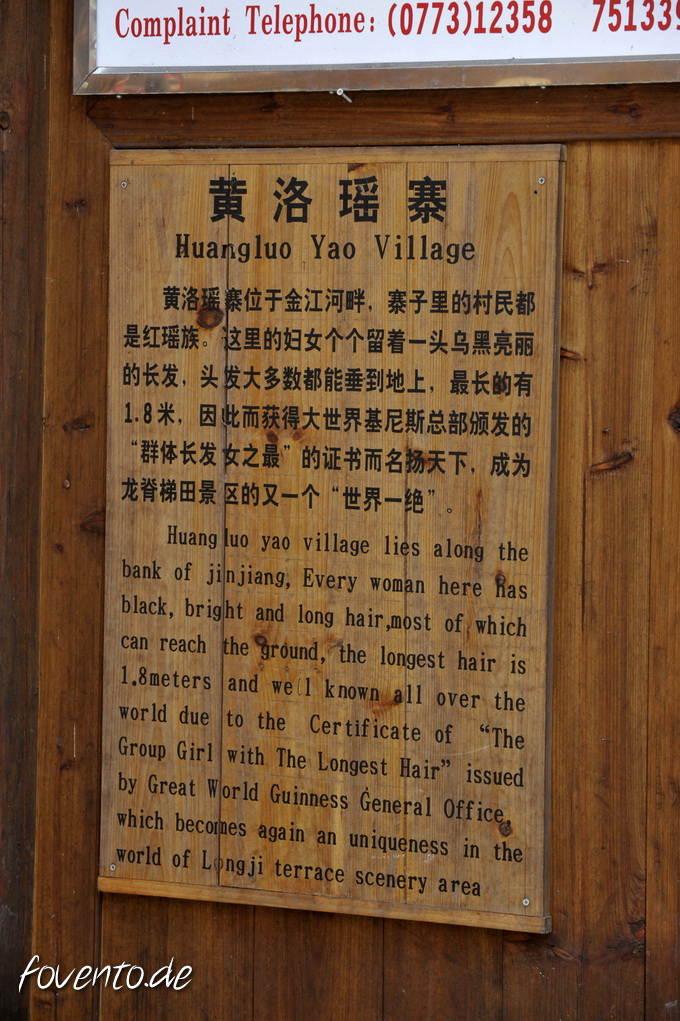 Complaint Telephone: (0773)12358 75133
黄洛瑶寨
Huangluo Yao Village
黄洛瑶寨位于金江河畔，寨子里的村民都
是红瑶族。这里的妇女个个留着一头乌黑亮丽
的长发，头发大多数都能垂到地上，最长的有
1.8米，因此而获得大世界基尼斯总部颁发的
“群体长发女之最”的证书而名扬天下，成为
龙脊梯田景区的又一个“世界一绝”。
Huangluo yao village lies along the
bank of jinjiang, Every woman here has
black, bright and long hair,most of which
can reach the ground, the longest hair is
1.8meters and well known all over the
world due to the Certificate of “The
Group Girl with The Longest Hair” issued
by Great World Guinness General Office,
which becomes again an uniqueness in the
world of Longji terrace scenery area
fovento.de